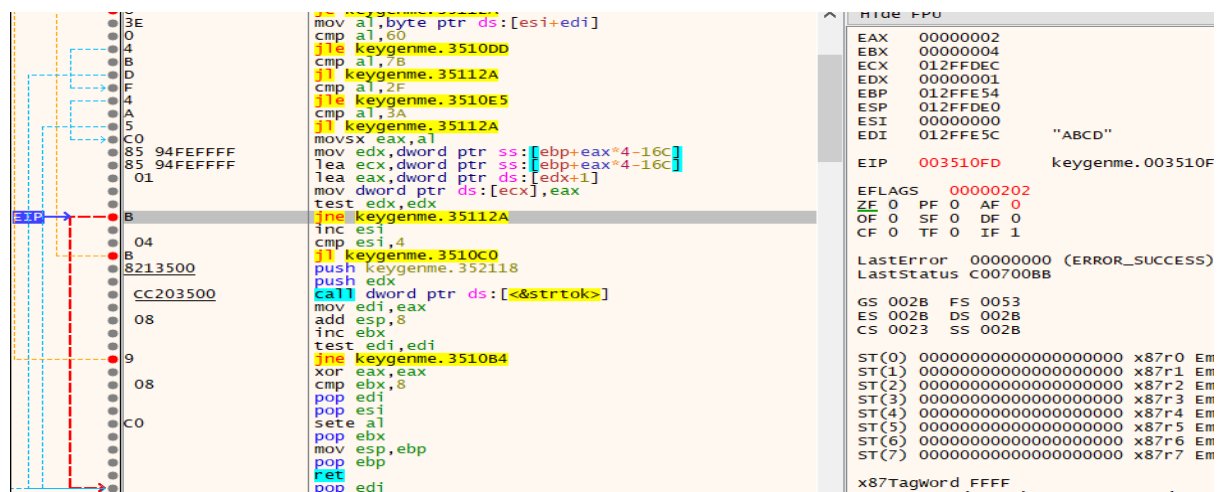 Hide FPU
3E mov al,byte ptr ds:[esi+edi]
0 cmp al,60
4 jle keygenme.3510DD
B cmp al,7B
D jl keygenme.35112A
F cmp al,2F
4 jle keygenme.3510E5
A cmp al,3A
5 jl keygenme.35112A
C0 movsx eax,al
85 94FEFFFF mov edx,dword ptr ss:[ebp+eax*4-16C]
85 94FEFFFF lea ecx,dword ptr ss:[ebp+eax*4-16C]
01 lea eax,dword ptr ds:[edx+1]
mov dword ptr ds:[ecx],eax
test edx,edx
EIP B jne keygenme.35112A
inc esi
04 cmp esi,4
B jl keygenme.3510C0
8213500 push keygenme.352118
push edx
CC203500 call dword ptr ds:[<&strtok>]
mov edi,eax
08 add esp,8
inc ebx
test edi,edi
9 jne keygenme.3510B4
xor eax,eax
08 cmp ebx,8
pop edi
pop esi
C0 sete al
pop ebx
mov esp,ebp
pop ebp
ret
pop edi
EAX 00000002
EBX 00000004
ECX 012FFDEC
EDX 00000001
EBP 012FFE54
ESP 012FFDE0
ESI 00000000
EDI 012FFE5C "ABCD"
EIP 003510FD keygenme.003510F
EFLAGS 00000202
ZF 0 PF 0 AF 0
OF 0 SF 0 DF 0
CF 0 TF 0 IF 1
LastError 00000000 (ERROR_SUCCESS)
LastStatus C00700BB
GS 002B FS 0053
ES 002B DS 002B
CS 0023 SS 002B
ST(0) 00000000000000000000 x87r0 Em
ST(1) 00000000000000000000 x87r1 Em
ST(2) 00000000000000000000 x87r2 Em
ST(3) 00000000000000000000 x87r3 Em
ST(4) 00000000000000000000 x87r4 Em
ST(5) 00000000000000000000 x87r5 Em
ST(6) 00000000000000000000 x87r6 Em
ST(7) 00000000000000000000 x87r7 Em
x87TagWord FFFF